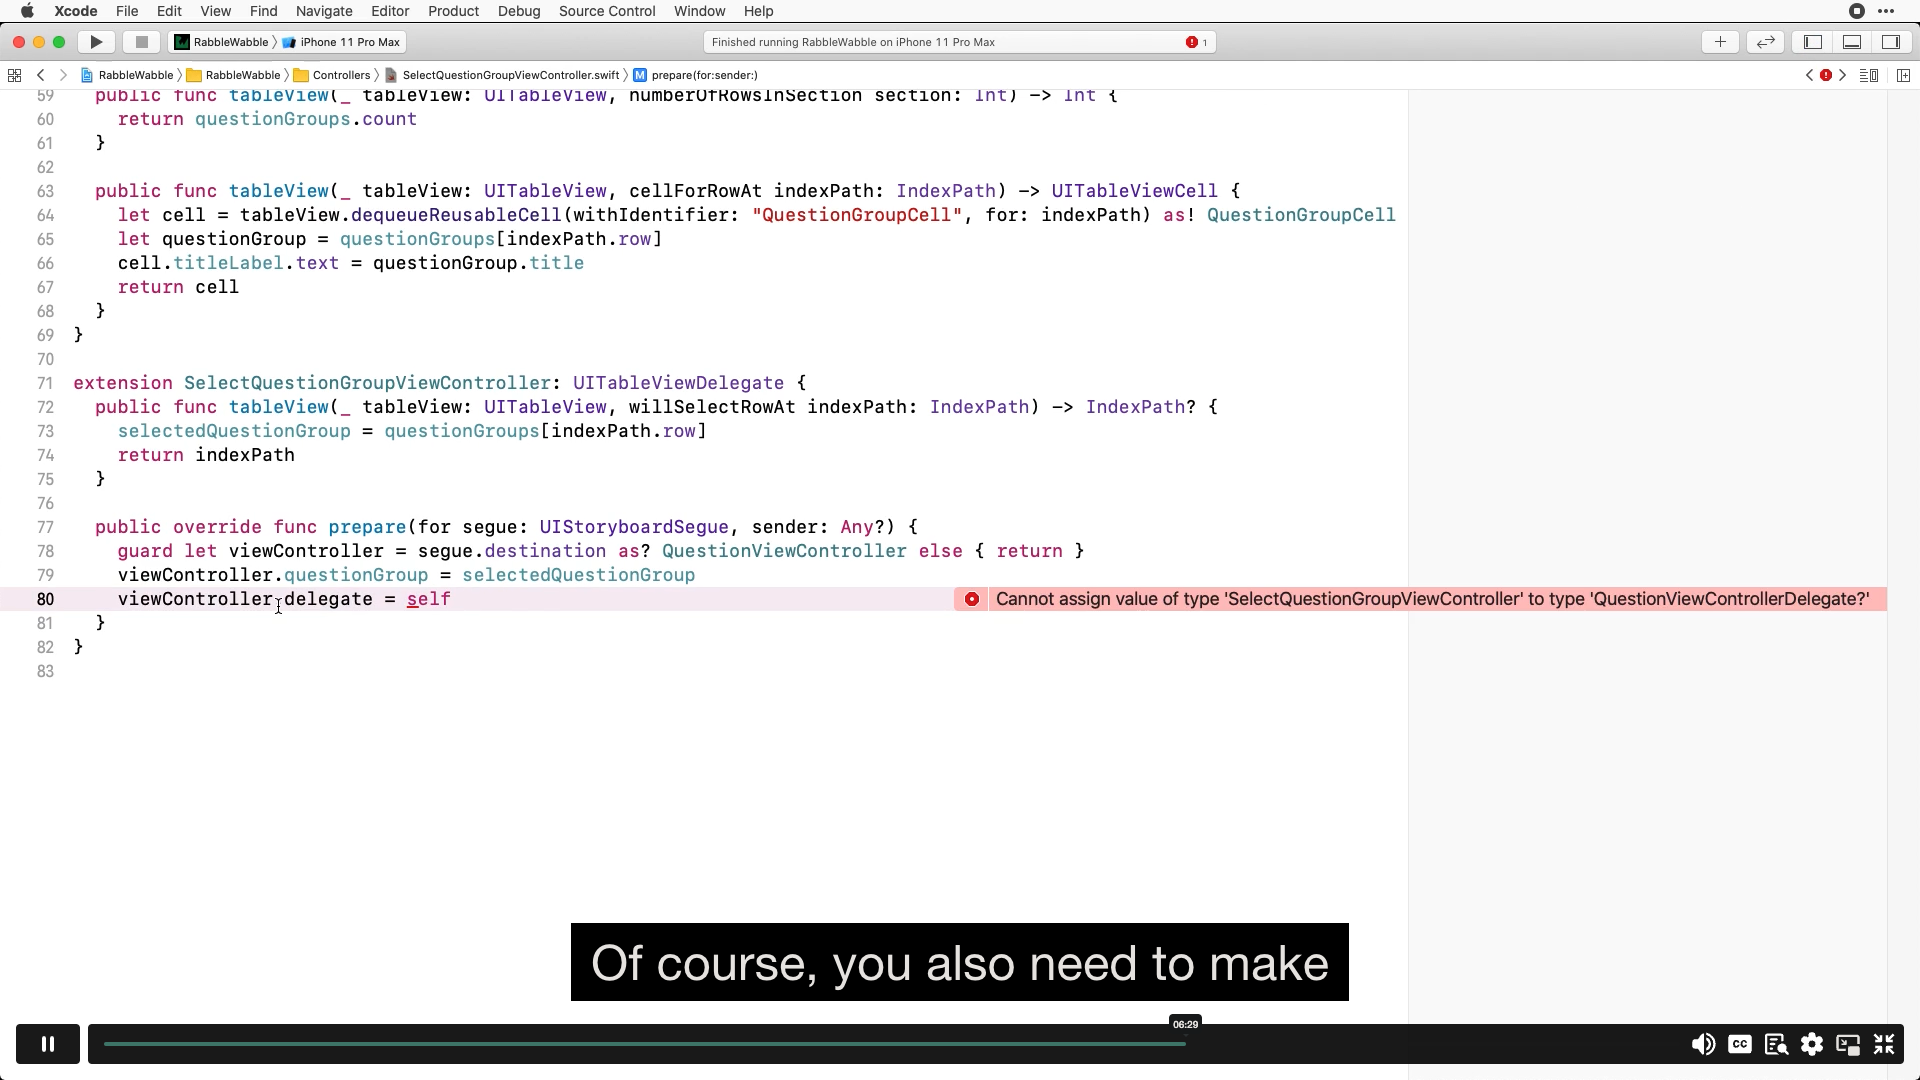 Xcode File Edit View Find Navigate Editor Product Debug Source Control Window Help
RabbleWabble iPhone 11 Pro Max Finished running RabbleWabble on iPhone 11 Pro Max 1
RabbleWabble RabbleWabble Controllers SelectQuestionGroupViewController.swift M prepare(for:sender:)
59 public func tableView(_ tableView: UITableView, numberOfRowsInSection section: Int) -> Int {
60 return questionGroups.count
61 }
62
63 public func tableView(_ tableView: UITableView, cellForRowAt indexPath: IndexPath) -> UITableViewCell {
64 let cell = tableView.dequeueReusableCell(withIdentifier: "QuestionGroupCell", for: indexPath) as! QuestionGroupCell
65 let questionGroup = questionGroups[indexPath.row]
66 cell.titleLabel.text = questionGroup.title
67 return cell
68 }
69 }
70
71 extension SelectQuestionGroupViewController: UITableViewDelegate {
72 public func tableView(_ tableView: UITableView, willSelectRowAt indexPath: IndexPath) -> IndexPath? {
73 selectedQuestionGroup = questionGroups[indexPath.row]
74 return indexPath
75 }
76
77 public override func prepare(for segue: UIStoryboardSegue, sender: Any?) {
78 guard let viewController = segue.destination as? QuestionViewController else { return }
79 viewController.questionGroup = selectedQuestionGroup
80 viewController.delegate = self Cannot assign value of type 'SelectQuestionGroupViewController' to type 'QuestionViewControllerDelegate?'
81 }
82 }
83
Of course, you also need to make
06:29
CC